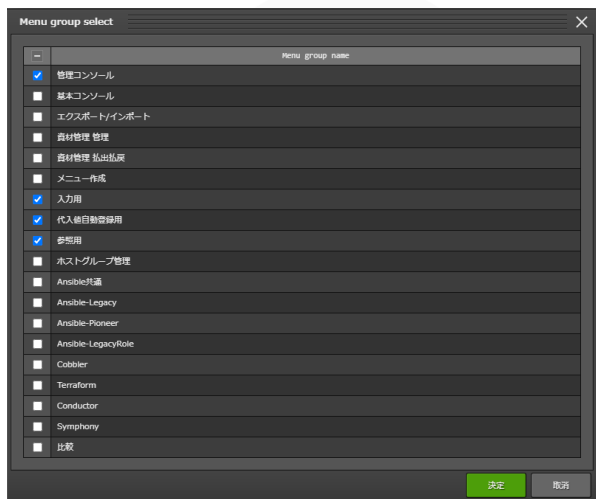 Menu group select
Menu group name
管理コンソール
基本コンソール
エクスポート/インポート
資材管理 管理
資材管理 払出払戻
メニュー作成
入力用
代入値自動登録用
参照用
ホストグループ管理
Ansible共通
Ansible-Legacy
Ansible-Pioneer
Ansible-LegacyRole
Cobbler
Terraform
Conductor
Symphony
比較
決定 取消